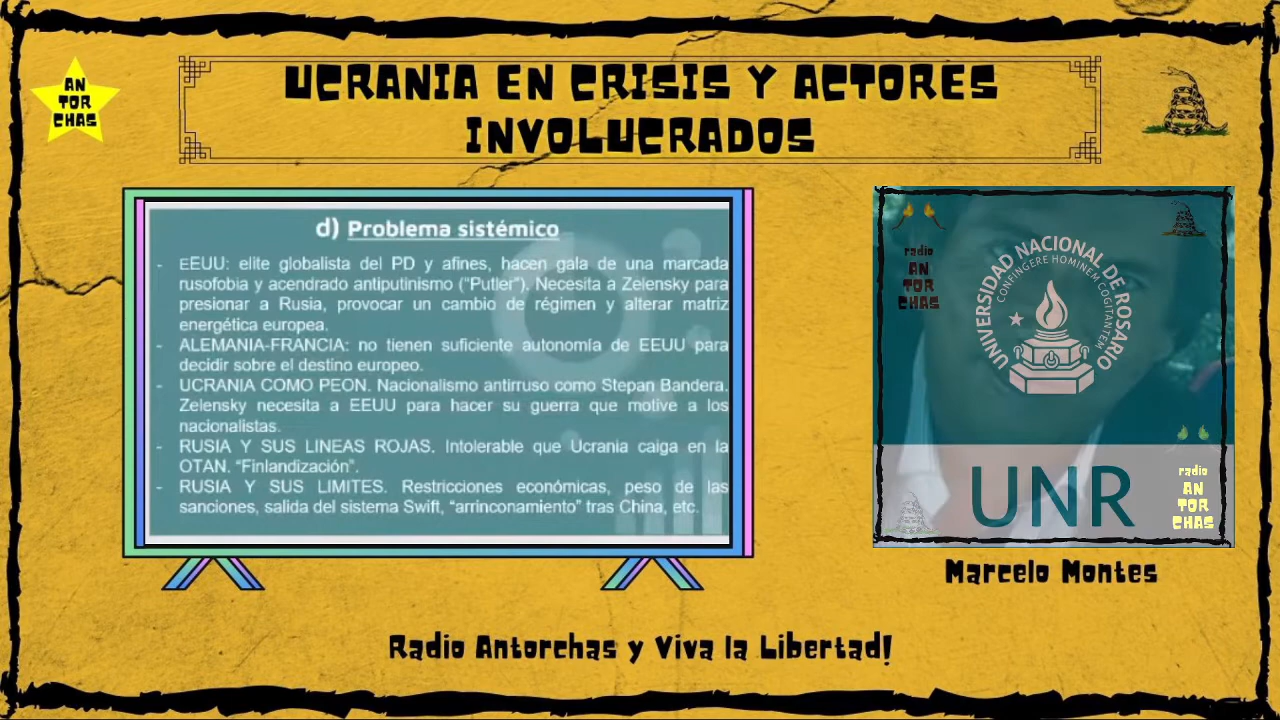 UCRANIA EN CRISIS Y ACTORES
INVOLUCRADOS
AN
TOR
CHAS
d) Problema sistémico
- EEUU: elite globalista del PD y afines, hacen gala de una marcada
rusofobia y acendrado antiputinismo ("Putler"). Necesita a Zelensky para
presionar a Rusia, provocar un cambio de régimen y alterar matriz
energética europea.
- ALEMANIA-FRANCIA: no tienen suficiente autonomía de EEUU para
decidir sobre el destino europeo.
- UCRANIA COMO PEON. Nacionalismo antirruso como Stepan Bandera.
Zelensky necesita a EEUU para hacer su guerra que motive a los
nacionalistas.
- RUSIA Y SUS LINEAS ROJAS. Intolerable que Ucrania caiga en la
OTAN. "Finlandización".
- RUSIA Y SUS LIMITES. Restricciones económicas, peso de las
sanciones, salida del sistema Swift, "arrinconamiento" tras China, etc.
radio
AN
TOR
CHAS
UNIVERSIDAD NACIONAL DE ROSARIO
CONFINGERE HOMINEM COGITANTEM
UNR
radio
AN
TOR
CHAS
Marcelo Montes
Radio Antorchas y Viva la Libertad!